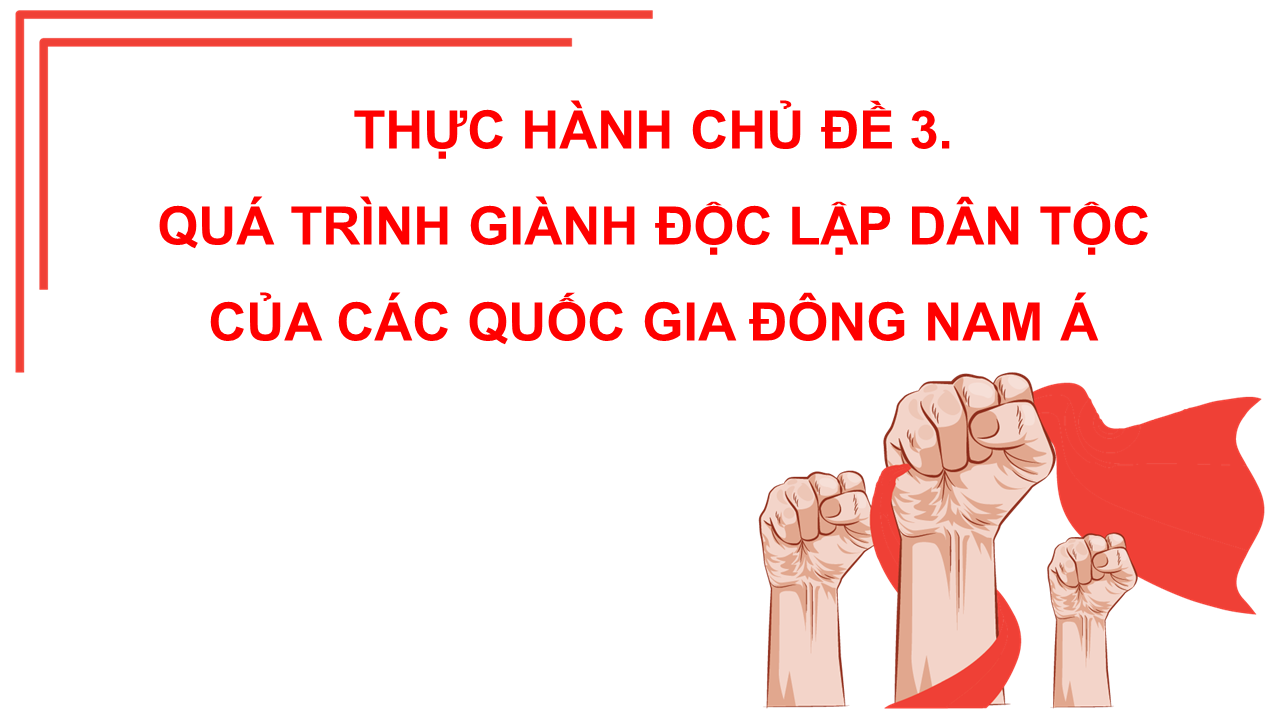 THỰC HÀNH CHỦ ĐỀ 3.
QUÁ TRÌNH GIÀNH ĐỘC LẬP DÂN TỘC
CỦA CÁC QUỐC GIA ĐÔNG NAM Á